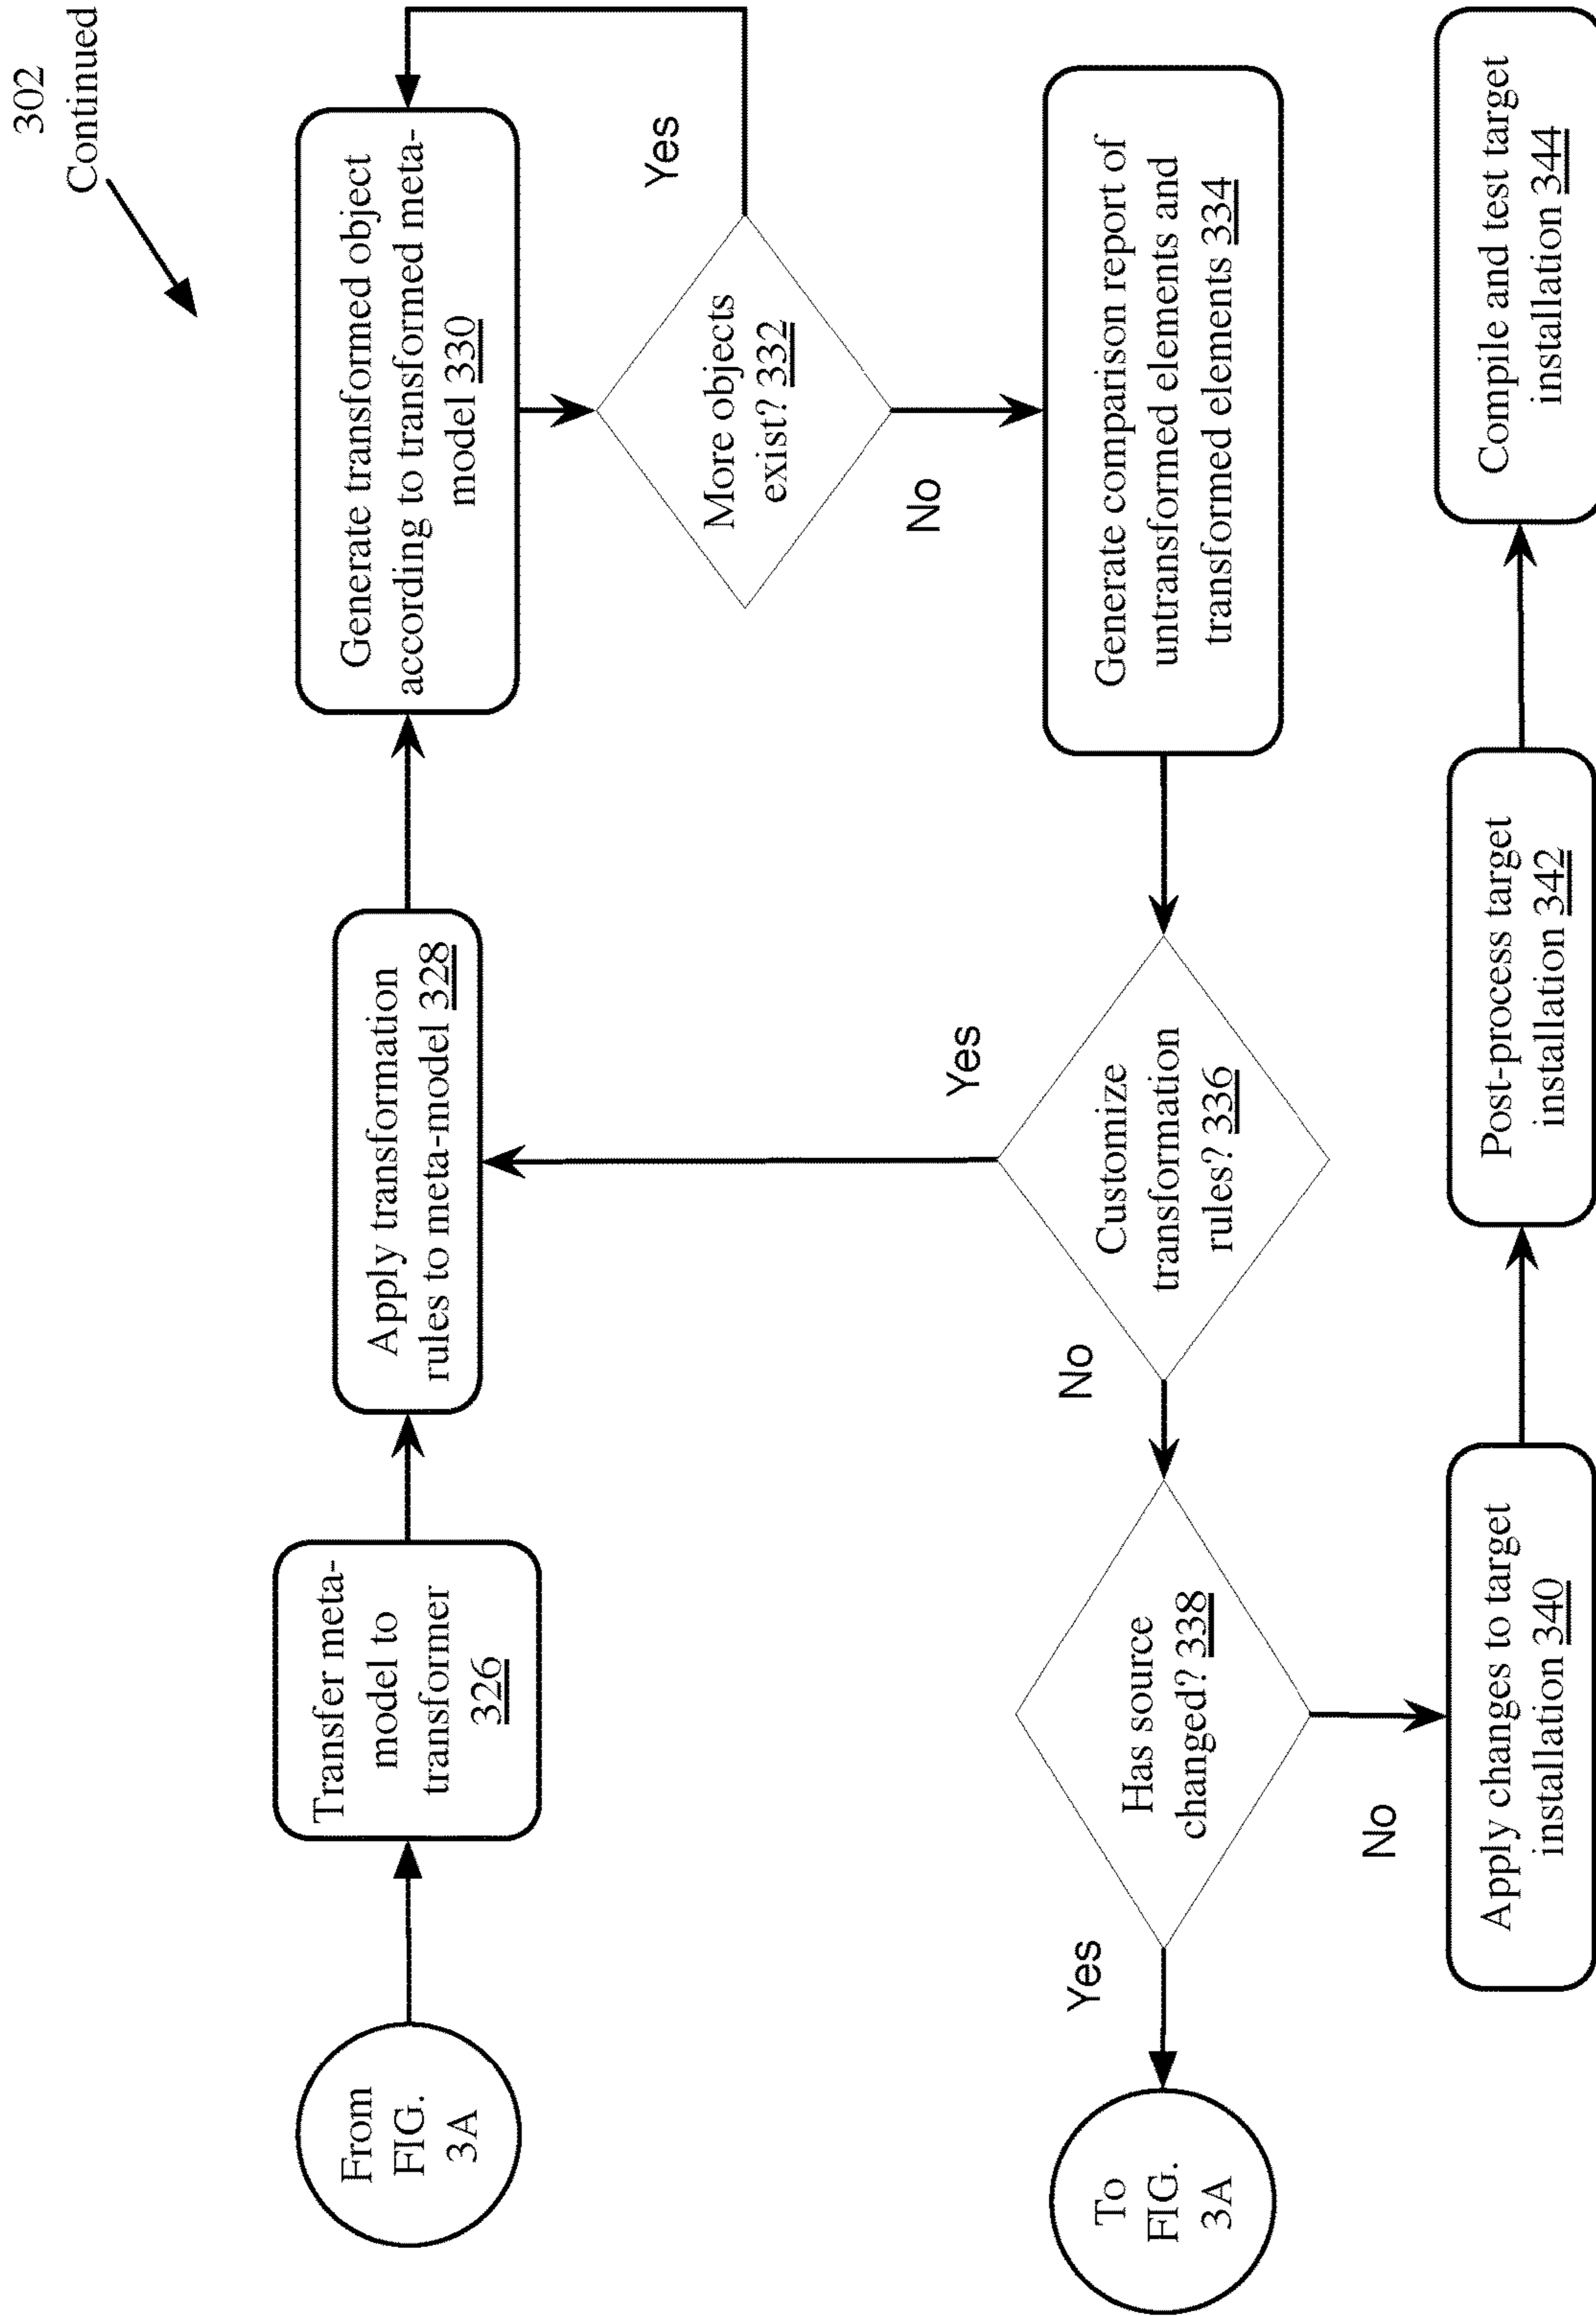 302
Continued
From
FIG.
3A
Transfer meta-
model to
transformer
326
Apply transformation
rules to meta-model 328
Generate transformed object
according to transformed meta-
model 330
More objects
exist? 332
Yes
No
Generate comparison report of
untransformed elements and
transformed elements 334
Customize
transformation
rules? 336
Yes
No
Has source
changed? 338
Yes
No
To
FIG.
3A
Apply changes to target
installation 340
Post-process target
installation 342
Compile and test target
installation 344